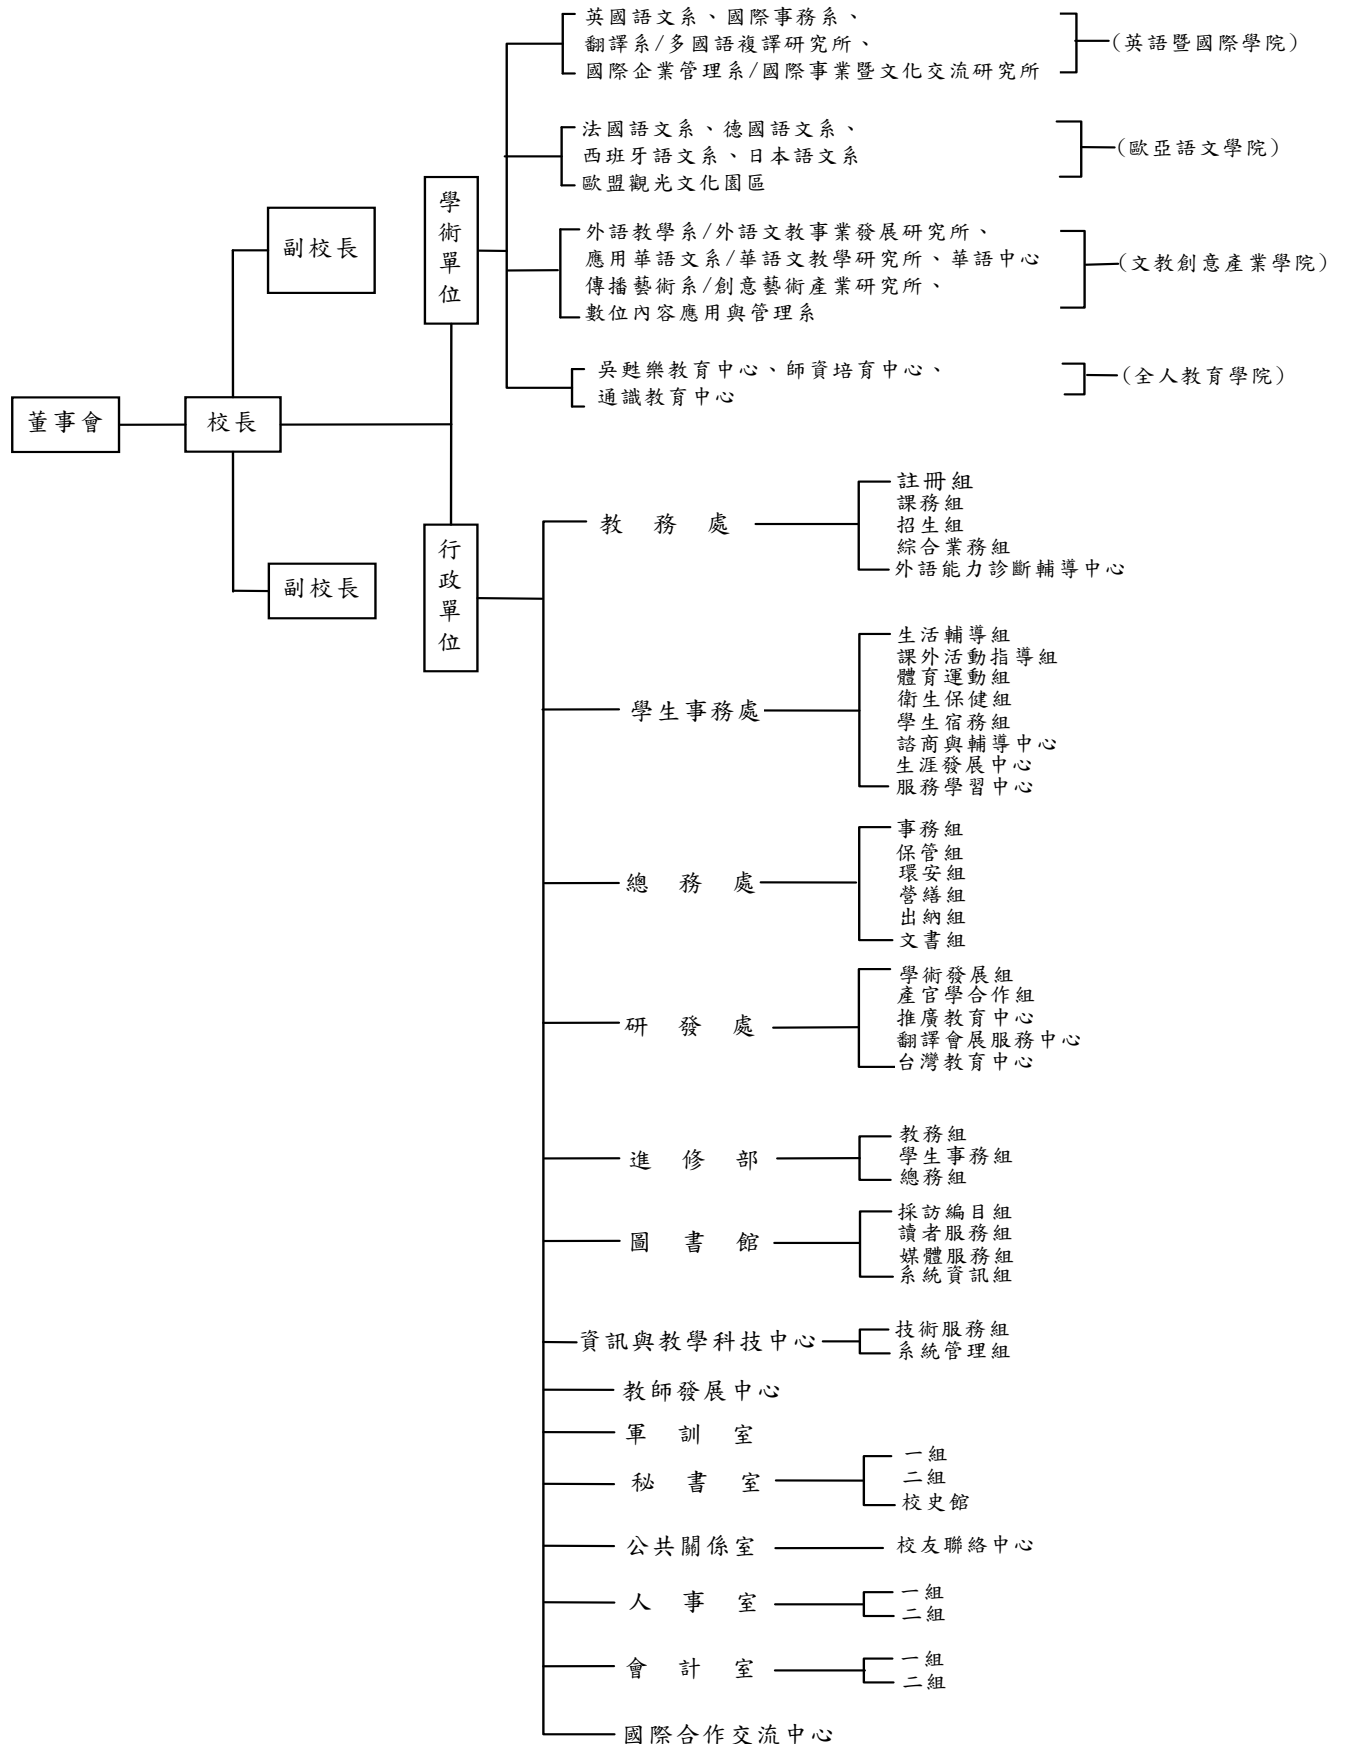 董事會
校長
副校長
副校長
學術單位
英國語文系、國際事務系、
翻譯系/多國語複譯研究所、
國際企業管理系/國際事業暨文化交流研究所
(英語暨國際學院)
法國語文系、德國語文系、
西班牙語文系、日本語文系
歐盟觀光文化園區
(歐亞語文學院)
外語教學系/外語文教事業發展研究所、
應用華語文系/華語文教學研究所、華語中心
傳播藝術系/創意藝術產業研究所、
數位內容應用與管理系
(文教創意產業學院)
吳甦樂教育中心、師資培育中心、
通識教育中心
(全人教育學院)
行政單位
教務處
註冊組
課務組
招生組
綜合業務組
外語能力診斷輔導中心
學生事務處
生活輔導組
課外活動指導組
體育運動組
衛生保健組
學生宿務組
諮商與輔導中心
生涯發展中心
服務學習中心
總務處
事務組
保管組
環安組
營繕組
出納組
文書組
研發處
學術發展組
產官學合作組
推廣教育中心
翻譯會展服務中心
台灣教育中心
進修部
教務組
學生事務組
總務組
圖書館
採訪編目組
讀者服務組
媒體服務組
系統資訊組
資訊與教學科技中心
技術服務組
系統管理組
教師發展中心
軍訓室
秘書室
一組
二組
校史館
公共關係室
校友聯絡中心
人事室
一組
二組
會計室
一組
二組
國際合作交流中心